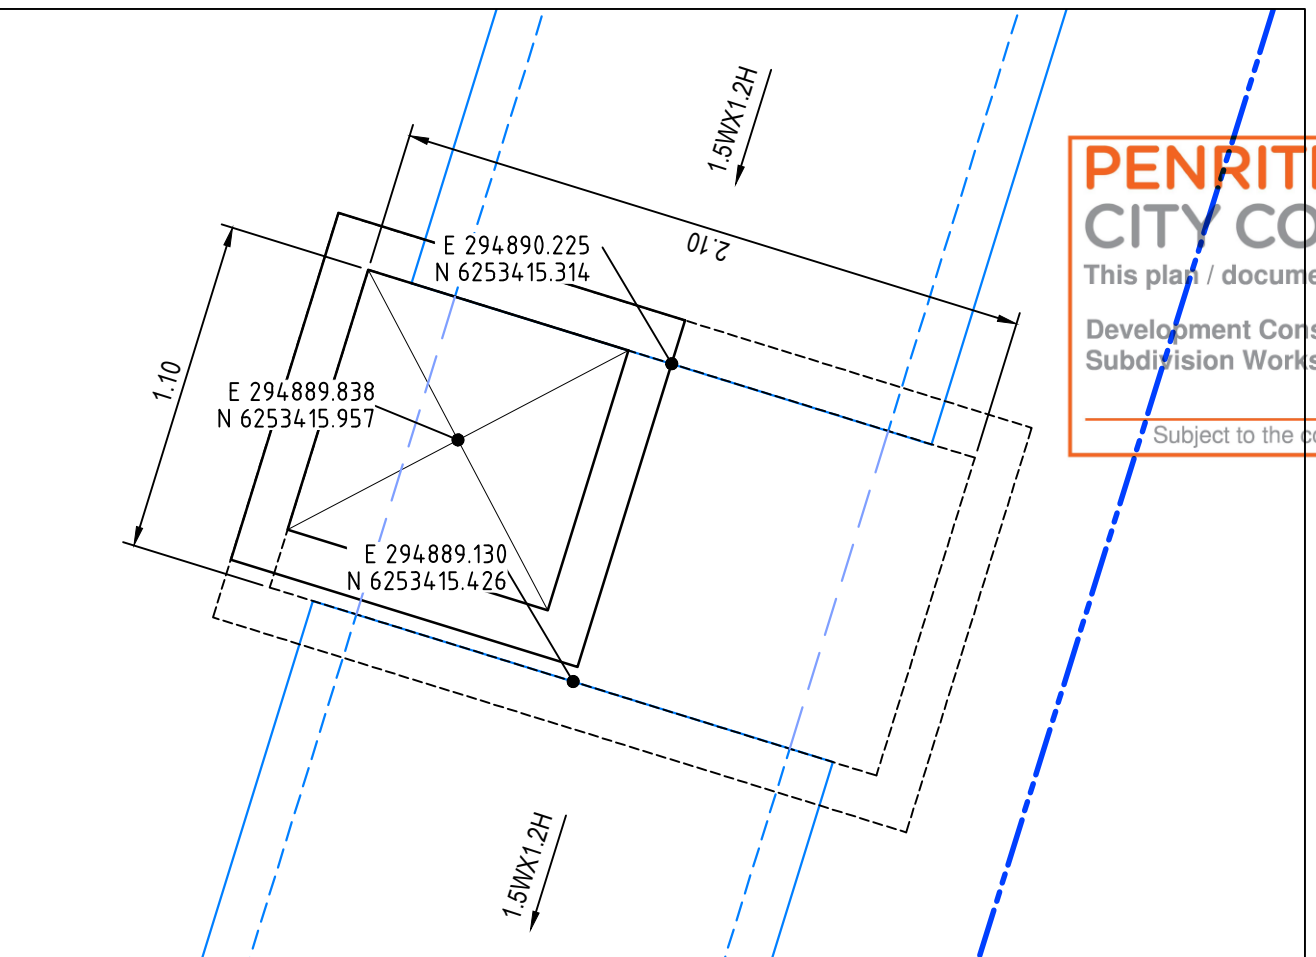 1.5WX1.2H
2.10
E 294890.225
N 6253415.314
1.10
E 294889.838
N 6253415.957
E 294889.130
N 6253415.426
1.5WX1.2H
PENRIT
CITY CO
This plan / docume
Development Cons
Subdivision Works
Subject to the co